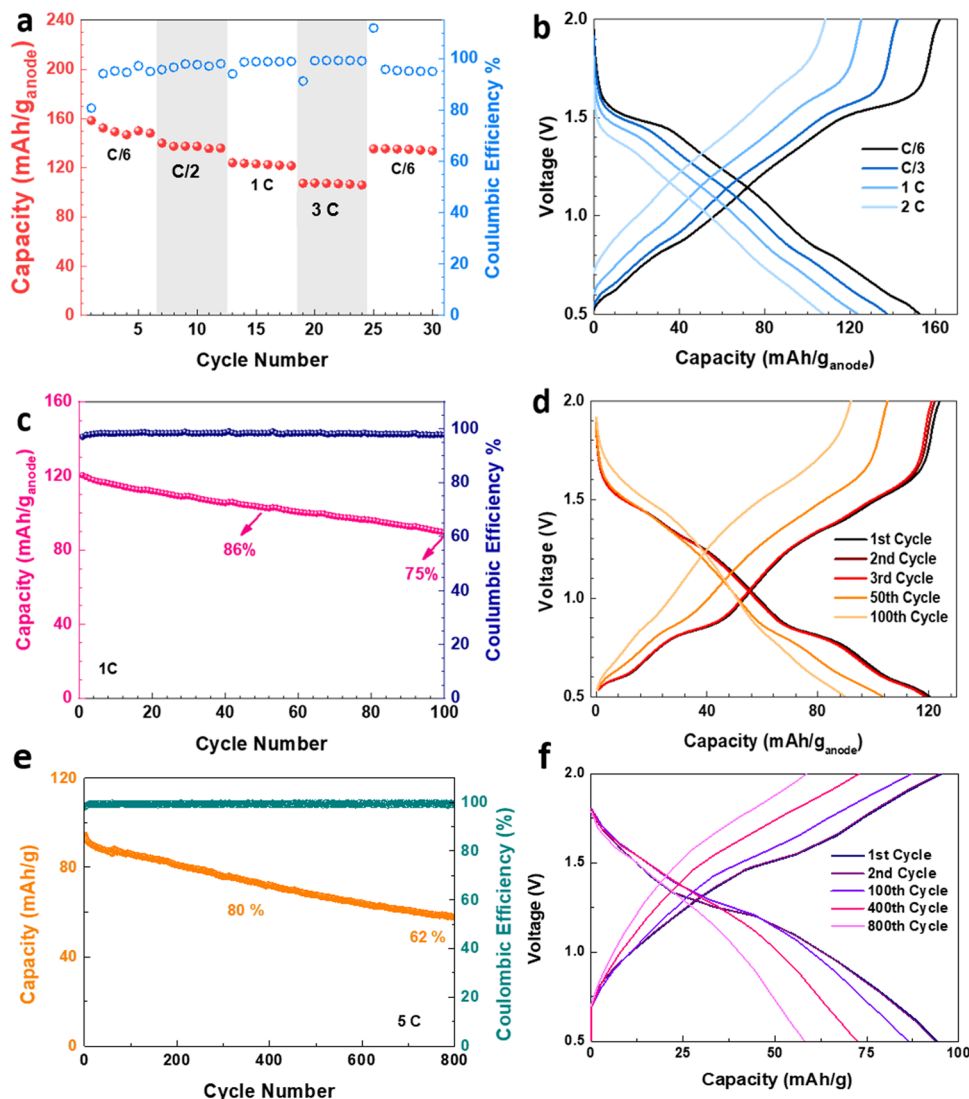 a
Capacity (mAh/g_anode)
240
200
160
120
80
40
0
C/6
C/2
1 C
3 C
C/6
5
10
15
20
25
30
Cycle Number
100
80
60
40
20
0
Coulumbic Efficiency %
b
Voltage (V)
2.0
1.5
1.0
0.5
C/6
C/3
1 C
2 C
0
40
80
120
160
Capacity (mAh/g_anode)
c
Capacity (mAh/g_anode)
160
120
80
40
0
86%
75%
1C
0
20
40
60
80
100
Cycle Number
100
80
60
40
20
0
Coulumbic Efficiency %
d
Voltage (V)
2.0
1.5
1.0
0.5
1st Cycle
2nd Cycle
3rd Cycle
50th Cycle
100th Cycle
0
40
80
120
Capacity (mAh/g_anode)
e
Capacity (mAh/g)
120
80
40
0
80 %
62 %
5 C
0
200
400
600
800
Cycle Number
100
80
60
40
20
0
Coulombic Efficiency (%)
f
Voltage (V)
2.0
1.5
1.0
0.5
1st Cycle
2nd Cycle
100th Cycle
400th Cycle
800th Cycle
0
25
50
75
100
Capacity (mAh/g)